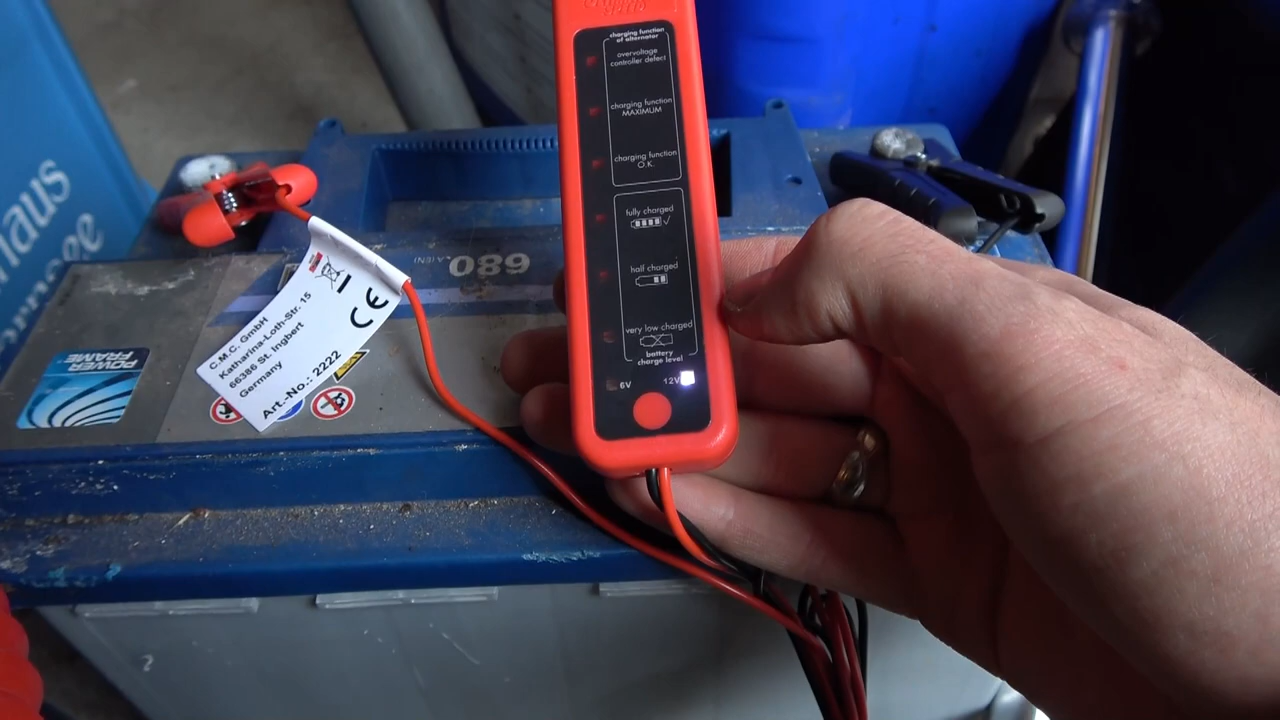 charging function
of alternator
overvoltage
controller defect
charging function
MAXIMUM
charging function
O.K.
fully charged
half charged
very low charged
battery
charge level
6V 12V
680
(EN)
POWER
FRAME
CE
C.M.C. GmbH
Katharina-Loth-Str. 15
66386 St. Ingbert
Germany
Art.-No.: 2222